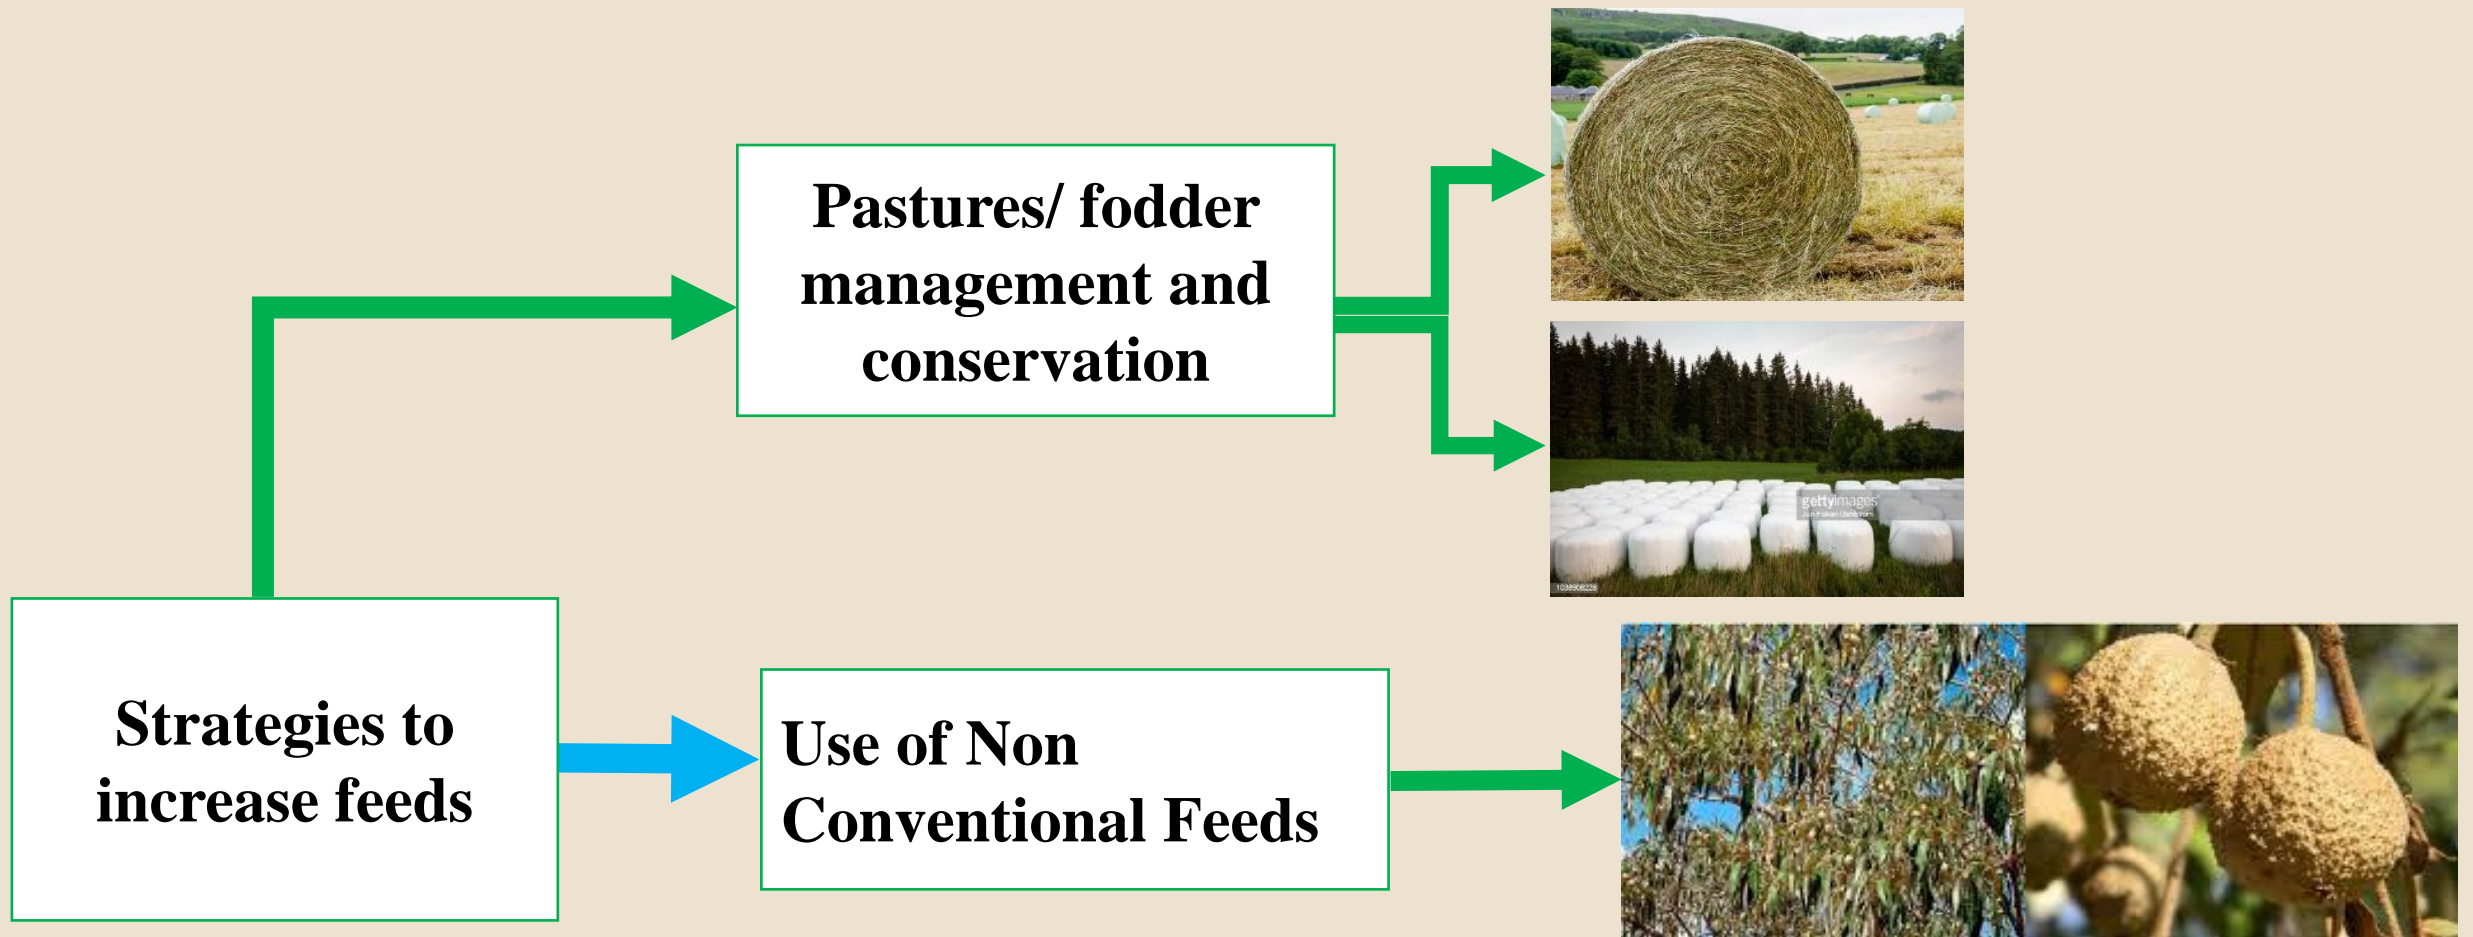 Pastures/ fodder
management and
conservation
gettyimages
Strategies to
increase feeds
Use of Non
Conventional Feeds